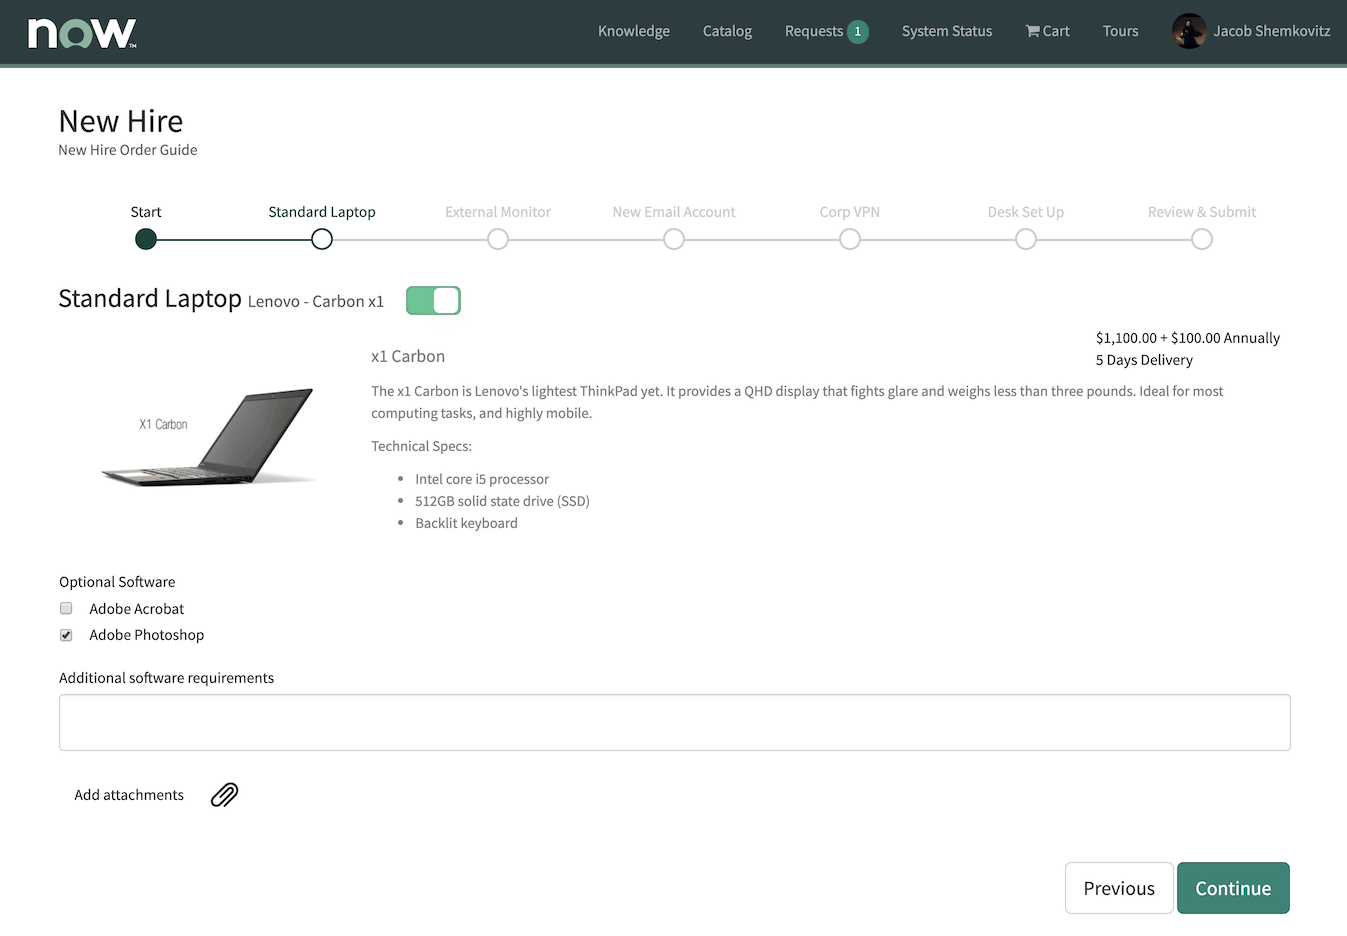 now™
Knowledge Catalog Requests 1 System Status Cart Tours Jacob Shemkovitz
New Hire
New Hire Order Guide
Start Standard Laptop External Monitor New Email Account Corp VPN Desk Set Up Review & Submit
Standard Laptop Lenovo - Carbon x1
$1,100.00 + $100.00 Annually
5 Days Delivery
x1 Carbon
The x1 Carbon is Lenovo's lightest ThinkPad yet. It provides a QHD display that fights glare and weighs less than three pounds. Ideal for most
computing tasks, and highly mobile.
X1 Carbon
Technical Specs:
Intel core i5 processor
512GB solid state drive (SSD)
Backlit keyboard
Optional Software
Adobe Acrobat
Adobe Photoshop
Additional software requirements
Add attachments
Previous Continue